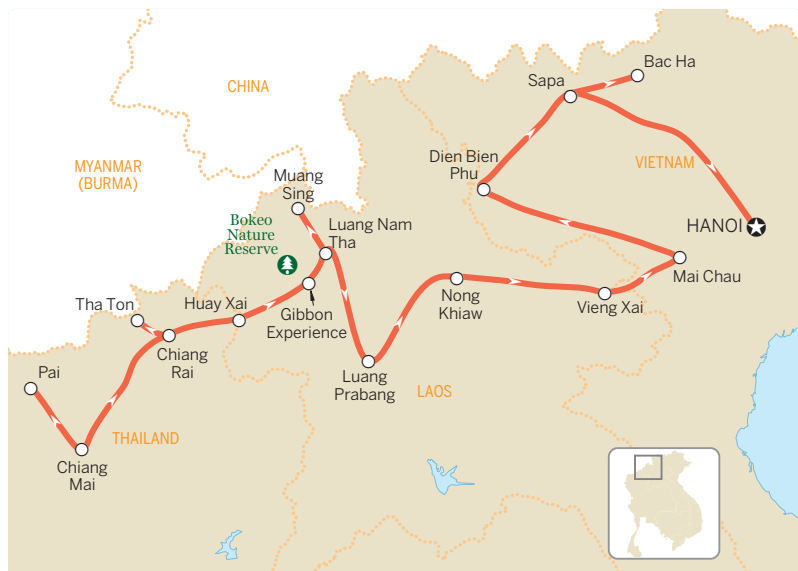 Bac Ha
Sapa
CHINA
Dien Bien
Phu
VIETNAM
MYANMAR
(BURMA)
Muang
Sing
Bokeo
Nature
Reserve
Luang Nam
Tha
HANOI
Mai Chau
Tha Ton
Huay Xai
Gibbon
Experience
Nong
Khiaw
Vieng Xai
Chiang
Rai
Pai
Luang
Prabang
LAOS
THAILAND
Chiang
Mai